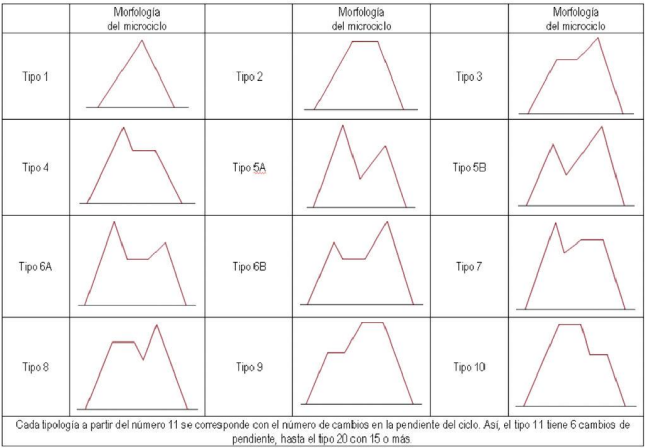 Morfología
del microciclo
Morfología
del microciclo
Morfología
del microciclo
Tipo 1
Tipo 2
Tipo 3
Tipo 4
Tipo 5A
Tipo 5B
Tipo 6A
Tipo 6B
Tipo 7
Tipo 8
Tipo 9
Tipo 10
Cada tipología a partir del número 11 se corresponde con el número de cambios en la pendiente del ciclo. Así, el tipo 11 tiene 6 cambios de
pendiente, hasta el tipo 20 con 15 o más.